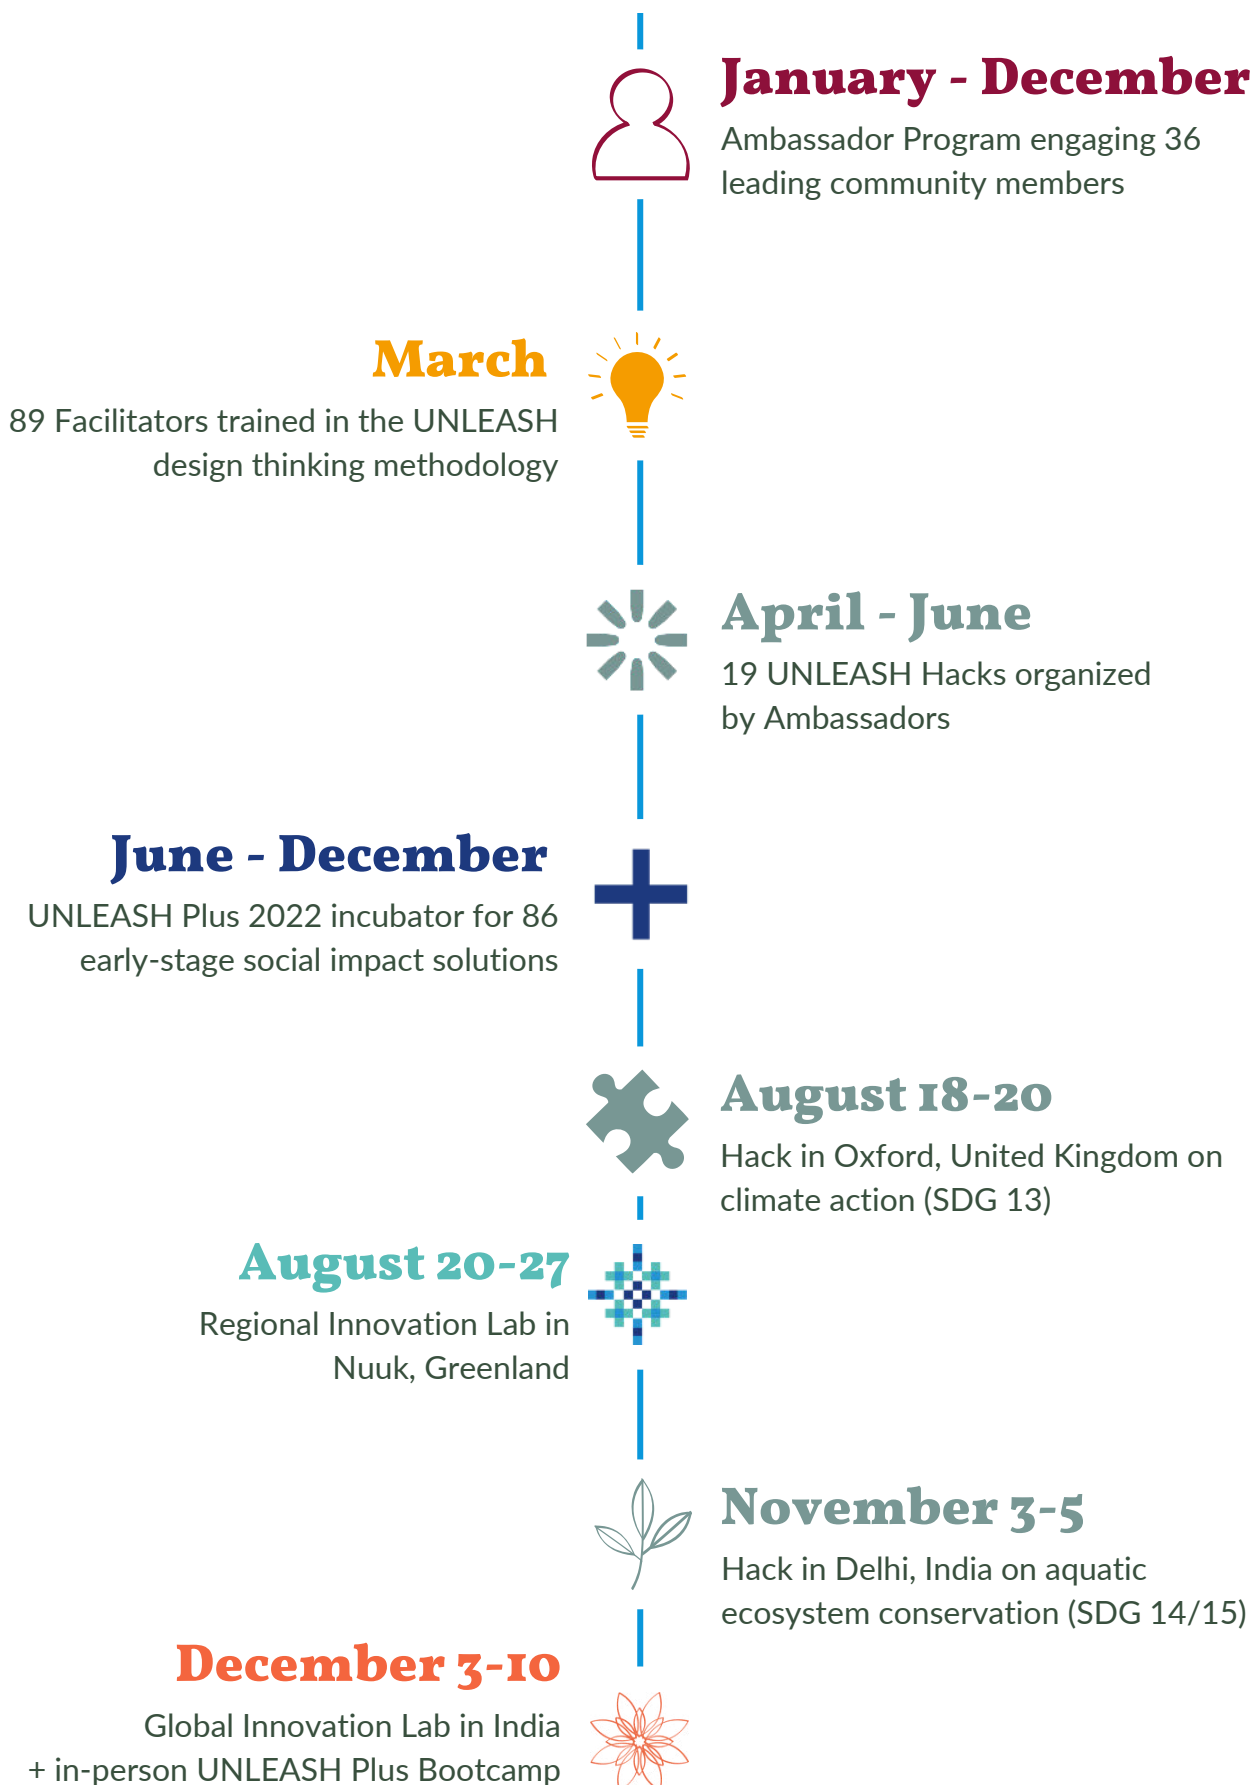 January - December
Ambassador Program engaging 36
leading community members
March
89 Facilitators trained in the UNLEASH
design thinking methodology
April - June
19 UNLEASH Hacks organized
by Ambassadors
June - December
UNLEASH Plus 2022 incubator for 86
early-stage social impact solutions
August 18-20
Hack in Oxford, United Kingdom on
climate action (SDG 13)
August 20-27
Regional Innovation Lab in
Nuuk, Greenland
November 3-5
Hack in Delhi, India on aquatic
ecosystem conservation (SDG 14/15)
December 3-10
Global Innovation Lab in India
+ in-person UNLEASH Plus Bootcamp